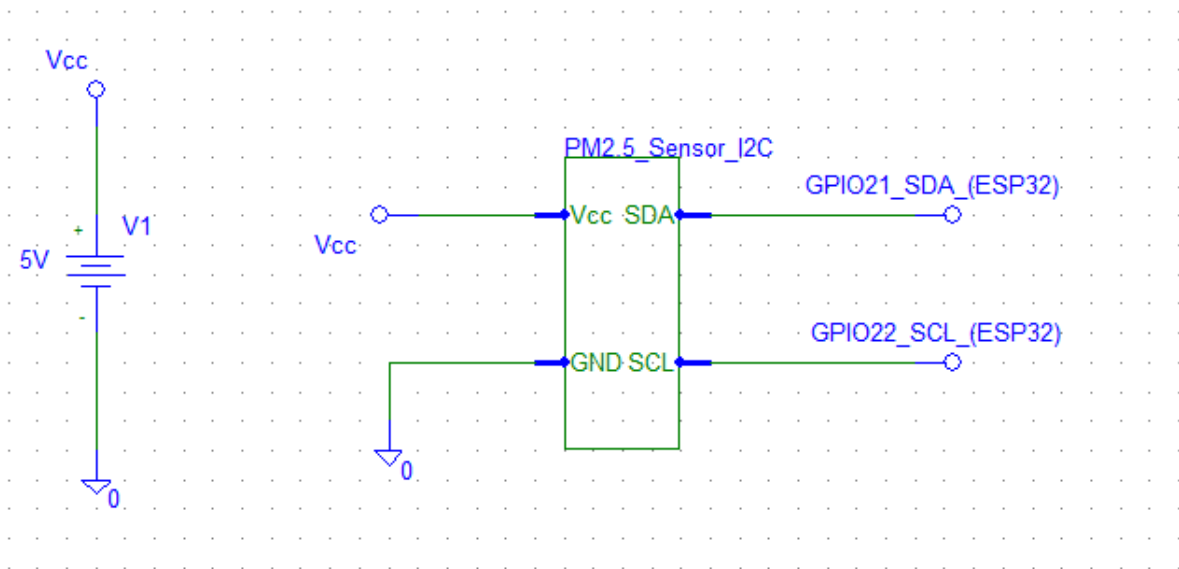 Vcc
+
V1
5V
-
0
PM2.5_Sensor_I2C
Vcc
Vcc SDA
GPIO21_SDA_(ESP32)
GND SCL
GPIO22_SCL_(ESP32)
0